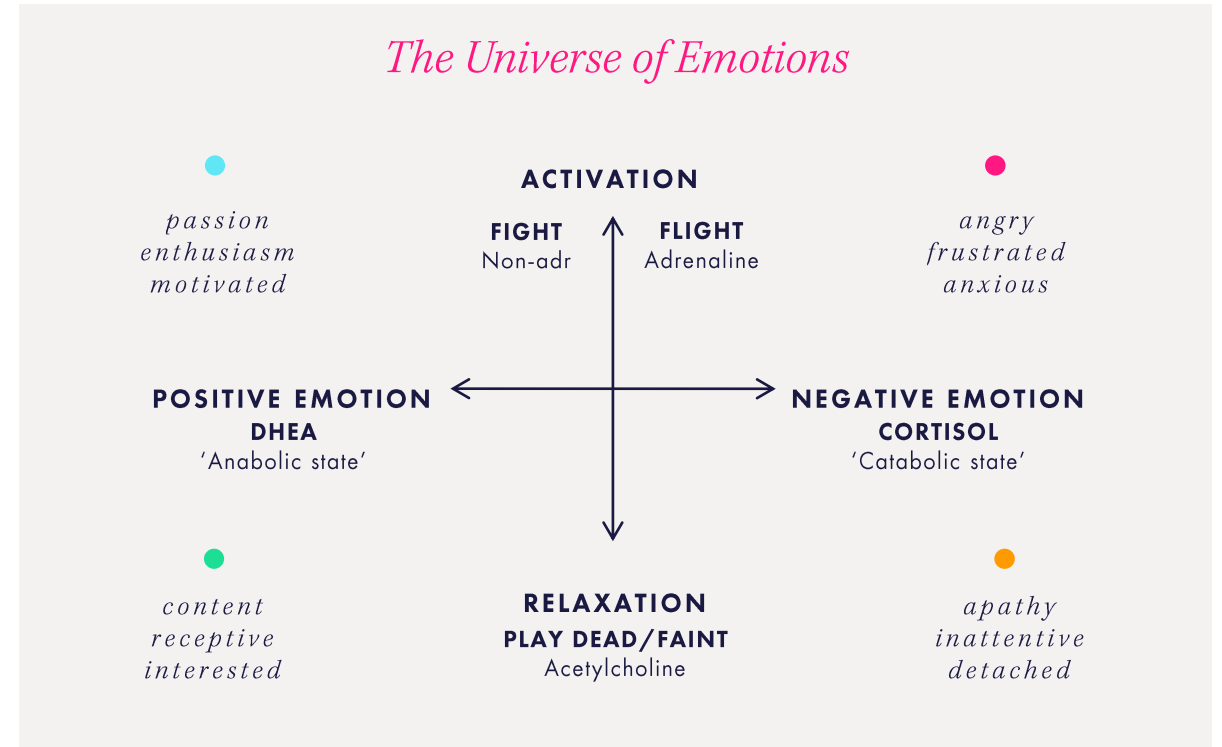 The Universe of Emotions
passion
enthusiasm
motivated
ACTIVATION
FIGHT
Non-adr
FLIGHT
Adrenaline
angry
frustrated
anxious
POSITIVE EMOTION
DHEA
‘Anabolic state’
NEGATIVE EMOTION
CORTISOL
‘Catabolic state’
content
receptive
interested
RELAXATION
PLAY DEAD/FAINT
Acetylcholine
apathy
inattentive
detached